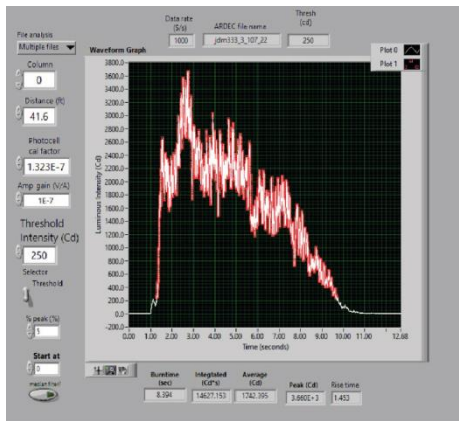 Data rate (S/s)
1000
ARDEC file name
jdm333_3_107_22
Thresh (cd)
250
File analysis
Multiple files
Column
0
Distance (ft)
41.6
Photocell cal factor
1.323E-7
Amp. gain (V/A)
1E-7
Threshold
Intensity (Cd)
250
Selector
Threshold
% peak (%)
5
Start at
0
median filter?
Waveform Graph
Plot 0
Plot 1
Luminous Intensity (Cd)
3800.0
3600.0
3400.0
3200.0
3000.0
2800.0
2600.0
2400.0
2200.0
2000.0
1800.0
1600.0
1400.0
1200.0
1000.0
800.0
600.0
400.0
200.0
0.0
-200.0
0.00 1.00 2.00 3.00 4.00 5.00 6.00 7.00 8.00 9.00 10.00 11.00 12.68
Time (seconds)
Burntime (sec)
8.394
Integtated (Cd*s)
14627.153
Average (Cd)
1742.395
Peak (Cd)
3.660E+3
Rise time
1.453